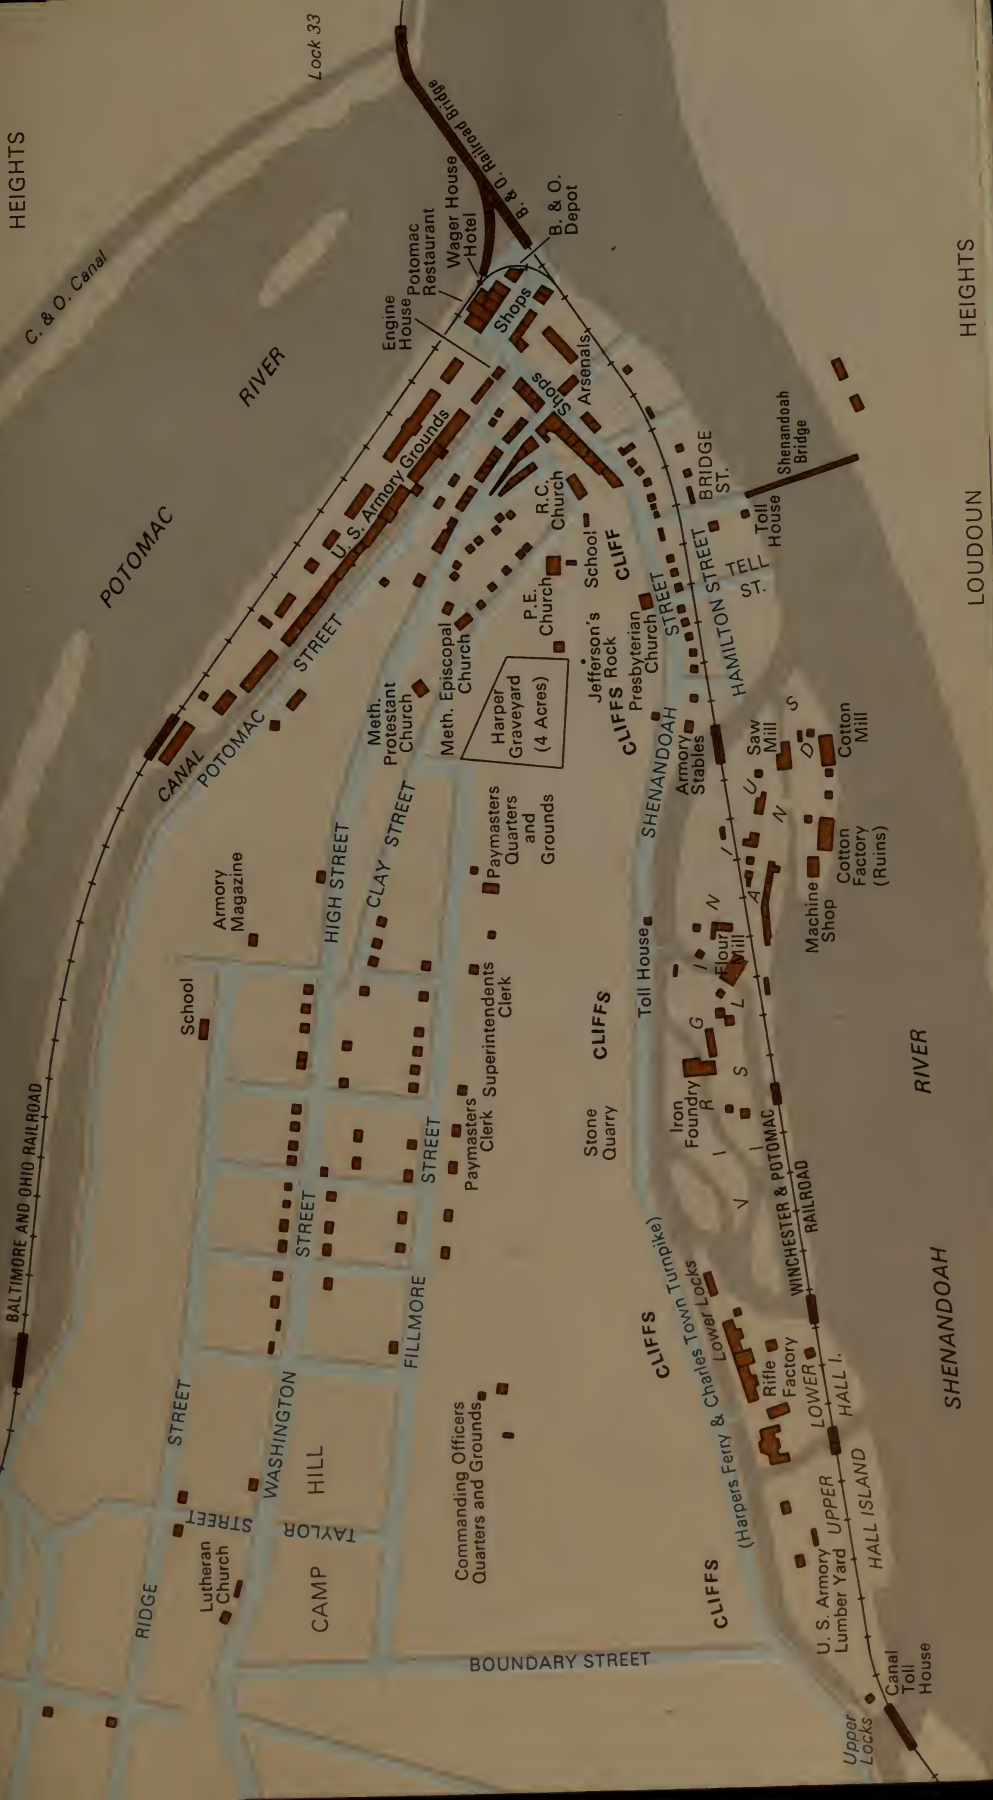 HEIGHTS
Lock 33
C. & O. Canal
B. & O. Railroad Bridge
B. & O.
Depot
Wager House
Hotel
Potomac
Restaurant
Engine
House
Shops
Shops
Arsenals
RIVER
POTOMAC
U. S. Armory Grounds
HEIGHTS
LOUDOUN
Shenandoah
Bridge
BRIDGE
ST.
Toll
House
TELL
ST.
HAMILTON STREET
R.C.
Church
School
CLIFF
P.E.
Church
Jefferson's
Rock
CLIFFS
Presbyterian
Church
SHENANDOAH STREET
Harper
Graveyard
(4 Acres)
Meth. Episcopal
Church
Meth.
Protestant
Church
POTOMAC STREET
CANAL
Armory
Stables
Saw
Mill
Cotton
Mill
Cotton
Factory
(Ruins)
Machine
Shop
Flour
Mill
VIRGINIUS
ISLAND
Toll House
Paymasters
Quarters
and
Grounds
CLAY STREET
HIGH STREET
Armory
Magazine
School
Superintendents
Clerk
Paymasters
Clerk
CLIFFS
Stone
Quarry
Iron
Foundry
RIVER
SHENANDOAH
WINCHESTER & POTOMAC
RAILROAD
BALTIMORE AND OHIO RAILROAD
FILLMORE STREET
WASHINGTON STREET
RIDGE STREET
TAYLOR STREET
CAMP HILL
Lutheran
Church
Commanding Officers
Quarters and Grounds
CLIFFS
(Harpers Ferry & Charles Town Turnpike)
Lower Locks
Rifle
Factory
LOWER
HALL I.
UPPER
HALL ISLAND
U. S. Armory
Lumber Yard
CLIFFS
BOUNDARY STREET
Canal
Toll
House
Upper
Locks